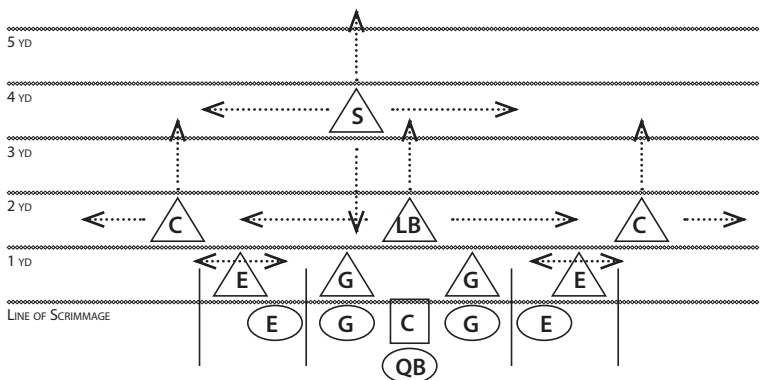 5 YD
4 YD
S
3 YD
2 YD
C LB C
1 YD
E G G E
LINE OF SCRIMMAGE
E G C G E
QB